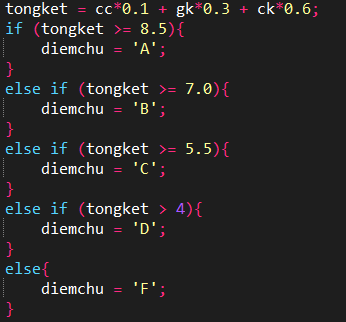 tongket = cc*0.1 + gk*0.3 + ck*0.6;
if (tongket >= 8.5){
    diemchu = 'A';
}
else if (tongket >= 7.0){
    diemchu = 'B';
}
else if (tongket >= 5.5){
    diemchu = 'C';
}
else if (tongket > 4){
    diemchu = 'D';
}
else{
    diemchu = 'F';
}